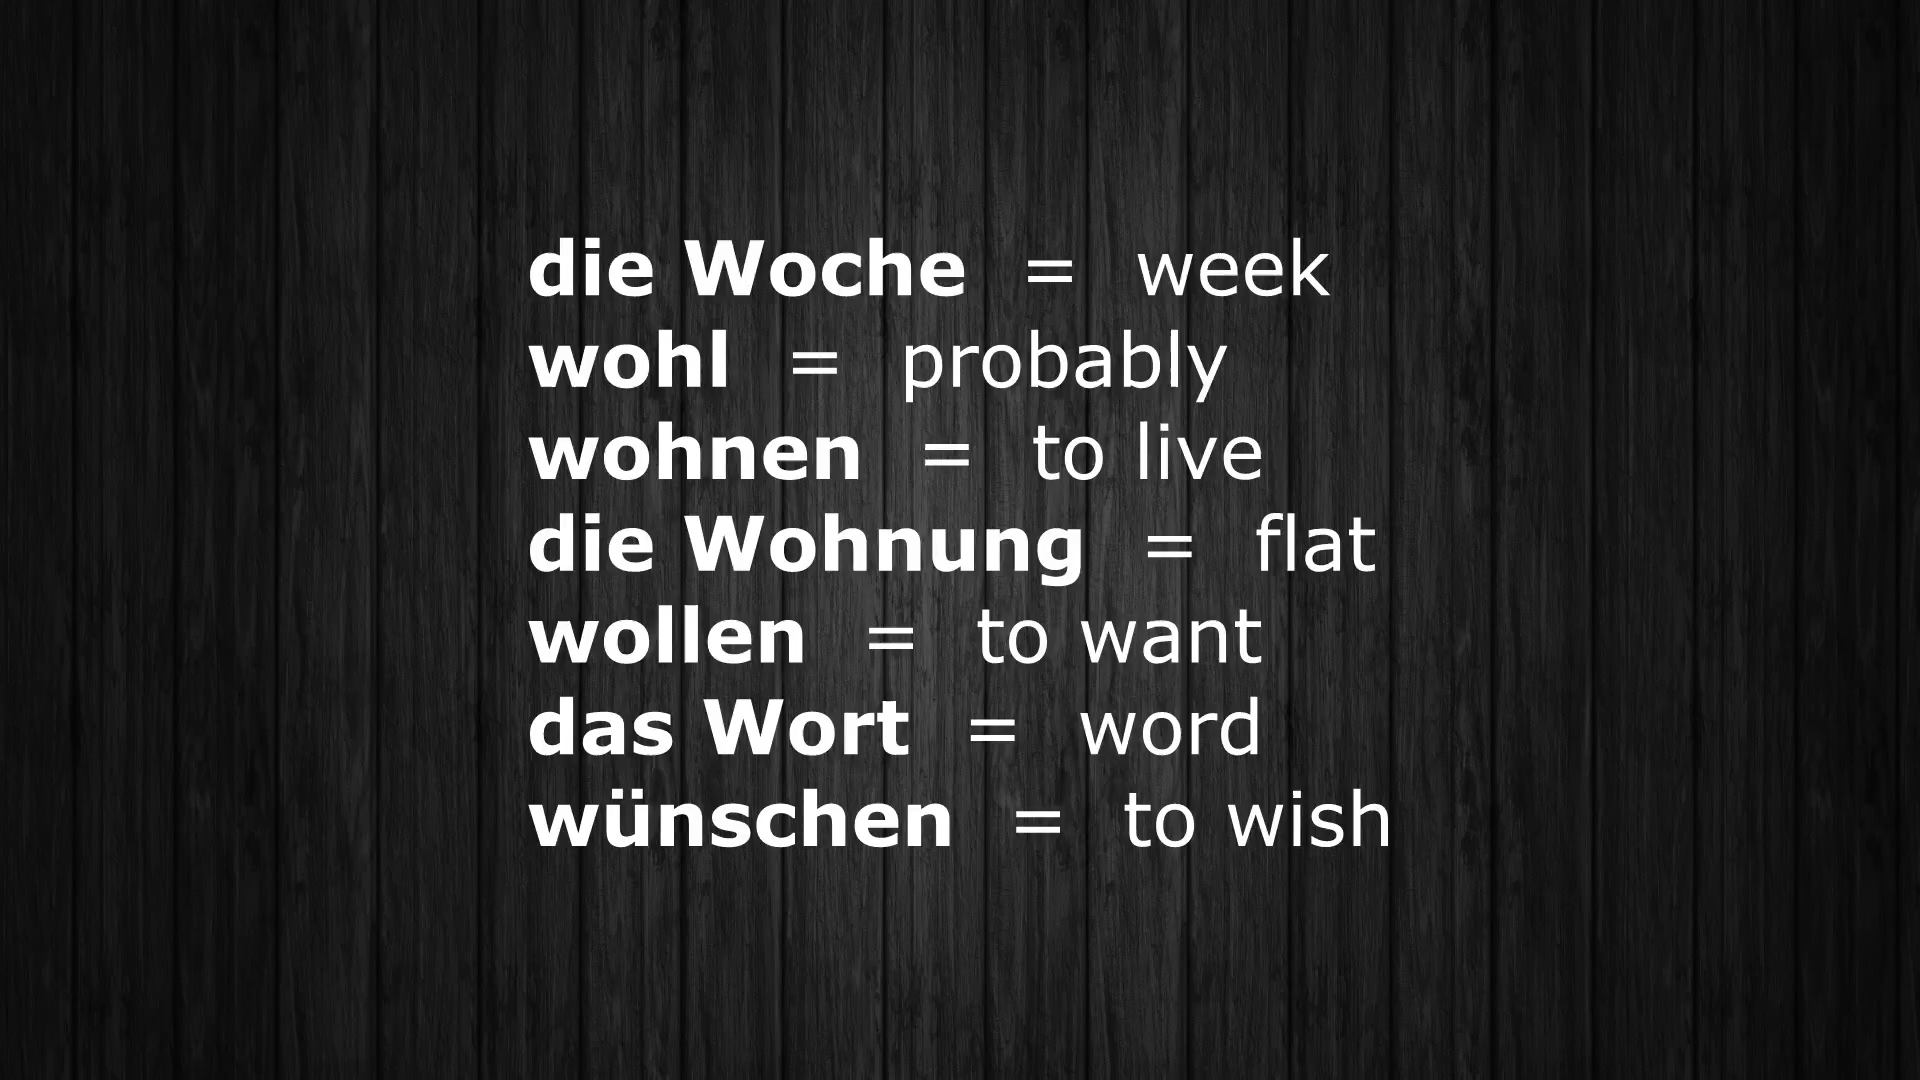 die Woche = week
wohl = probably
wohnen = to live
die Wohnung = flat
wollen = to want
das Wort = word
wünschen = to wish